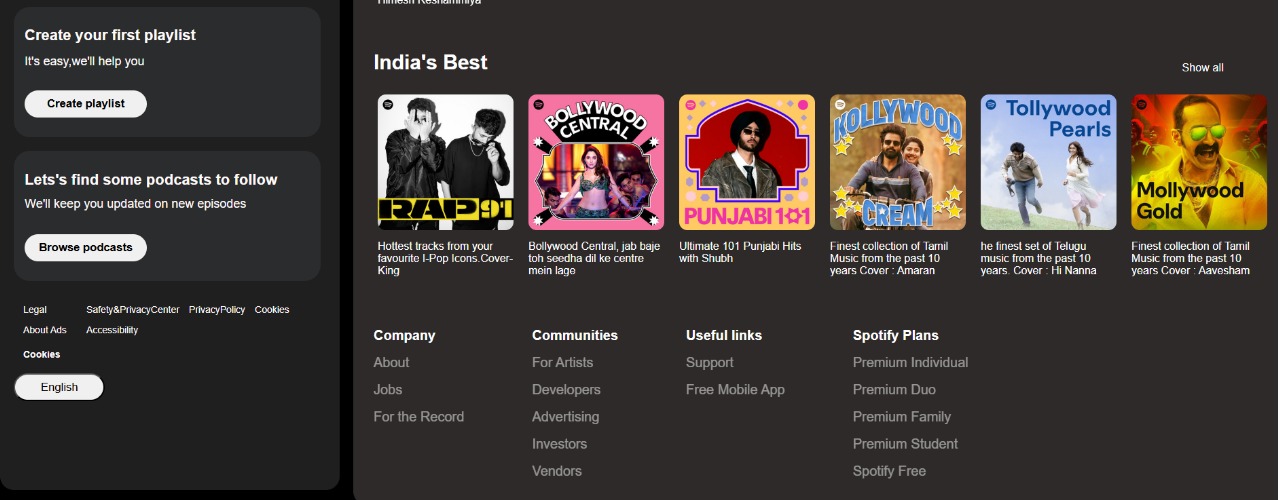 Create your first playlist
It's easy,we'll help you
Create playlist
Lets's find some podcasts to follow
We'll keep you updated on new episodes
Browse podcasts
Legal Safety&PrivacyCenter PrivacyPolicy Cookies
About Ads Accessibility
Cookies
English
Himesh Reshammiya
India's Best
Show all
RAP91
Hottest tracks from your
favourite I-Pop Icons.Cover-
King
BOLLYWOOD
CENTRAL
Bollywood Central, jab baje
toh seedha dil ke centre
mein lage
PUNJABI 101
Ultimate 101 Punjabi Hits
with Shubh
KOLLYWOOD
CREAM
Finest collection of Tamil
Music from the past 10
years Cover : Amaran
Tollywood
Pearls
he finest set of Telugu
music from the past 10
years. Cover : Hi Nanna
Mollywood
Gold
Finest collection of Tamil
Music from the past 10
years Cover : Aavesham
Company
About
Jobs
For the Record
Communities
For Artists
Developers
Advertising
Investors
Vendors
Useful links
Support
Free Mobile App
Spotify Plans
Premium Individual
Premium Duo
Premium Family
Premium Student
Spotify Free